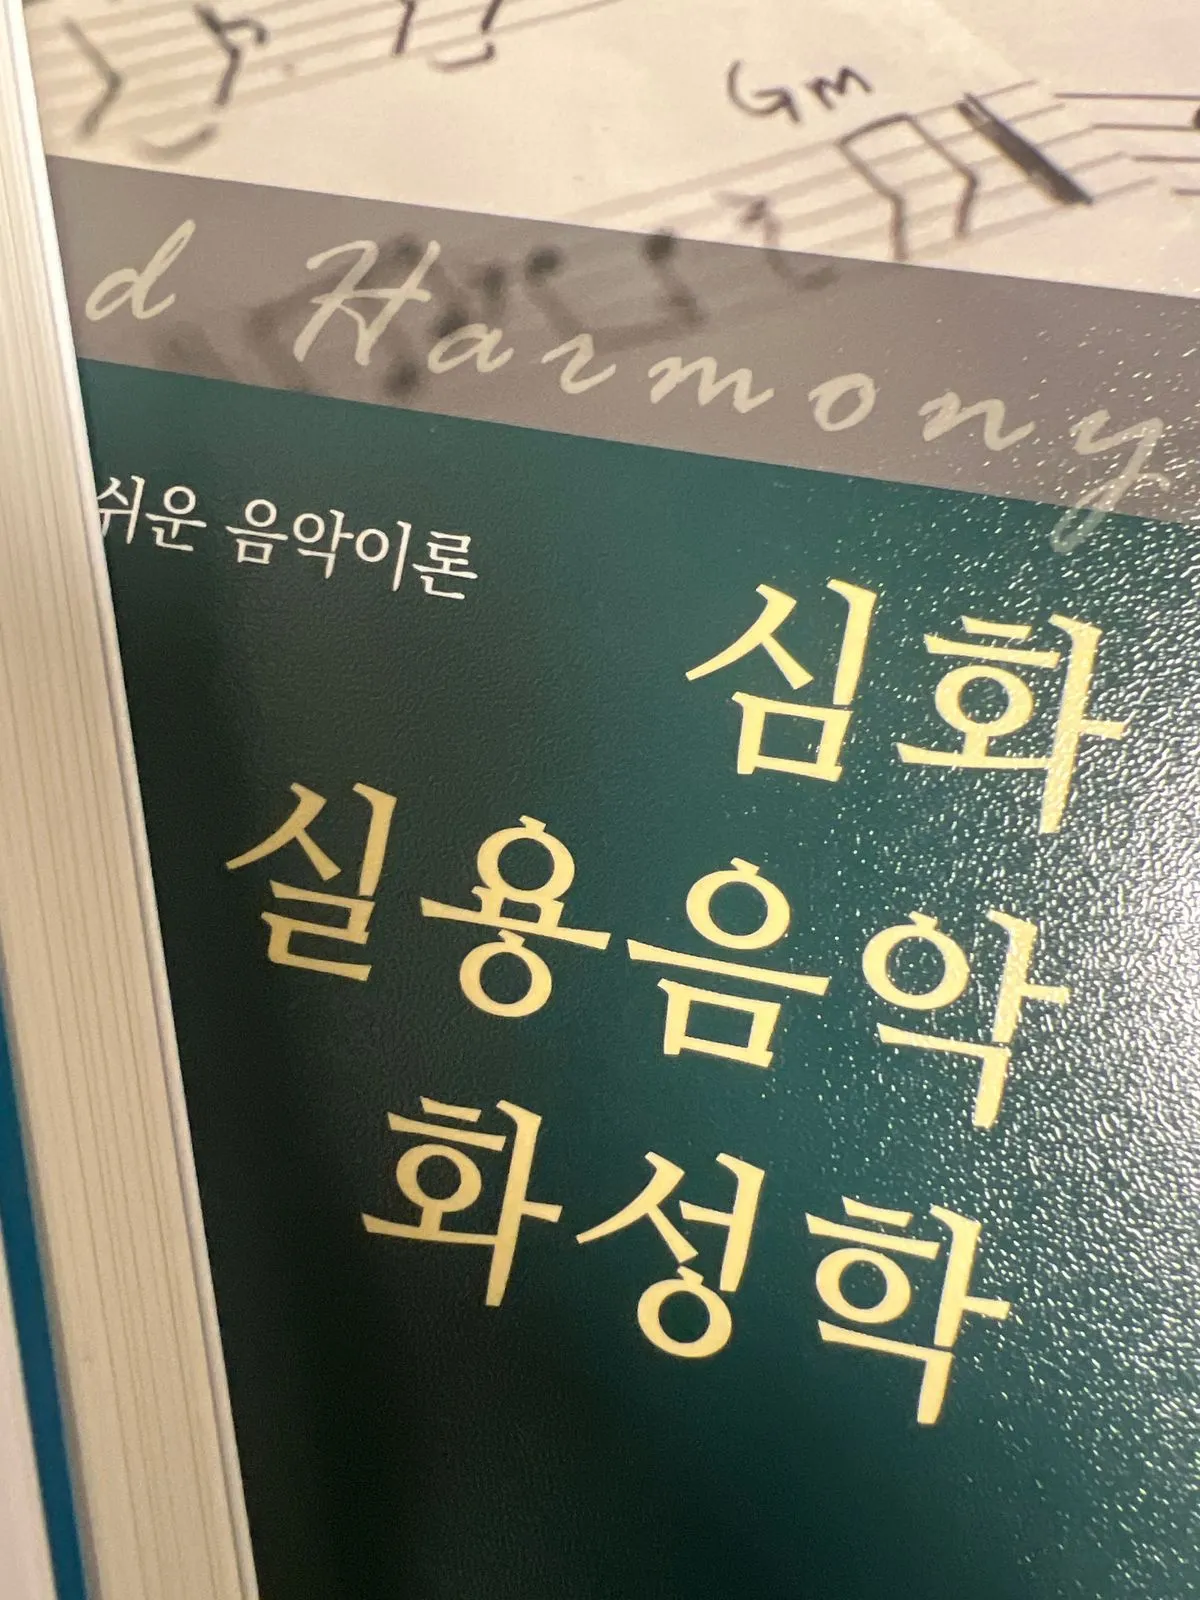 Gm
d Harmony
쉬운 음악이론
심화
실용음악
화성학